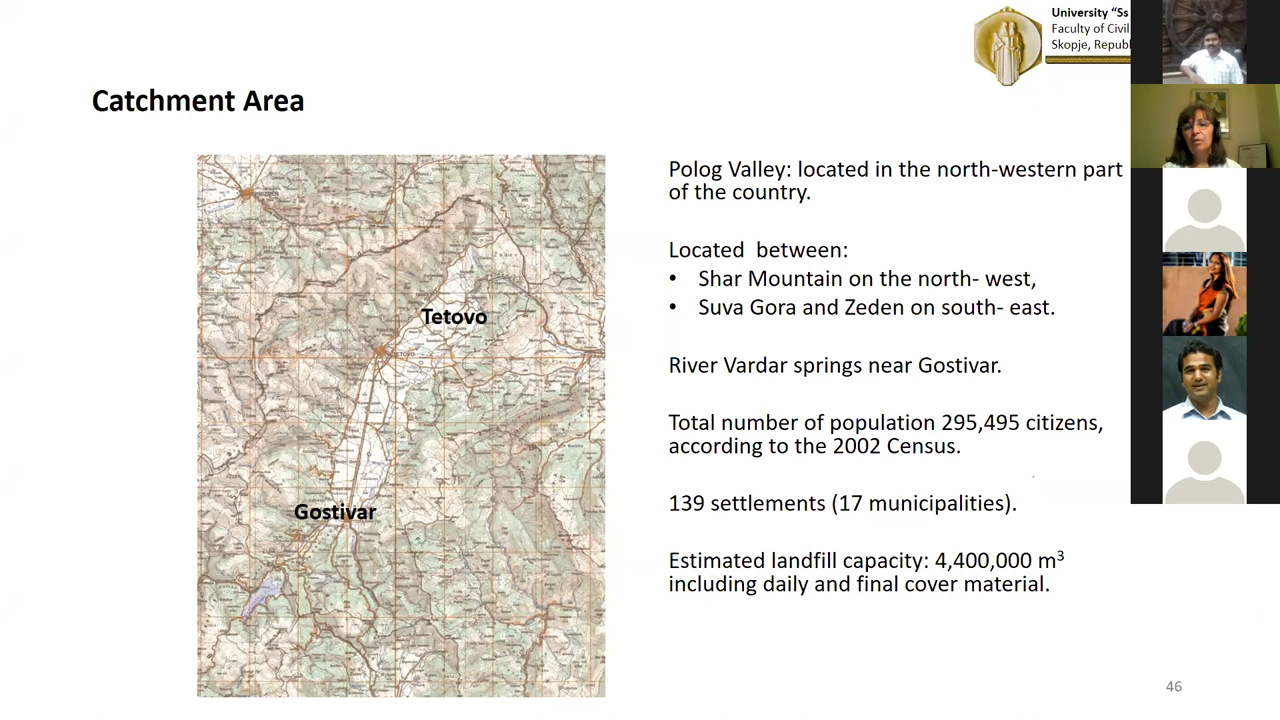 University “Ss
Faculty of Civil
Skopje, Republ
Catchment Area
Tetovo
TETOVO
Gostivar
Polog Valley: located in the north-western part
of the country.
Located between:
• Shar Mountain on the north- west,
• Suva Gora and Zeden on south- east.
River Vardar springs near Gostivar.
Total number of population 295,495 citizens,
according to the 2002 Census.
139 settlements (17 municipalities).
Estimated landfill capacity: 4,400,000 m³
including daily and final cover material.
46